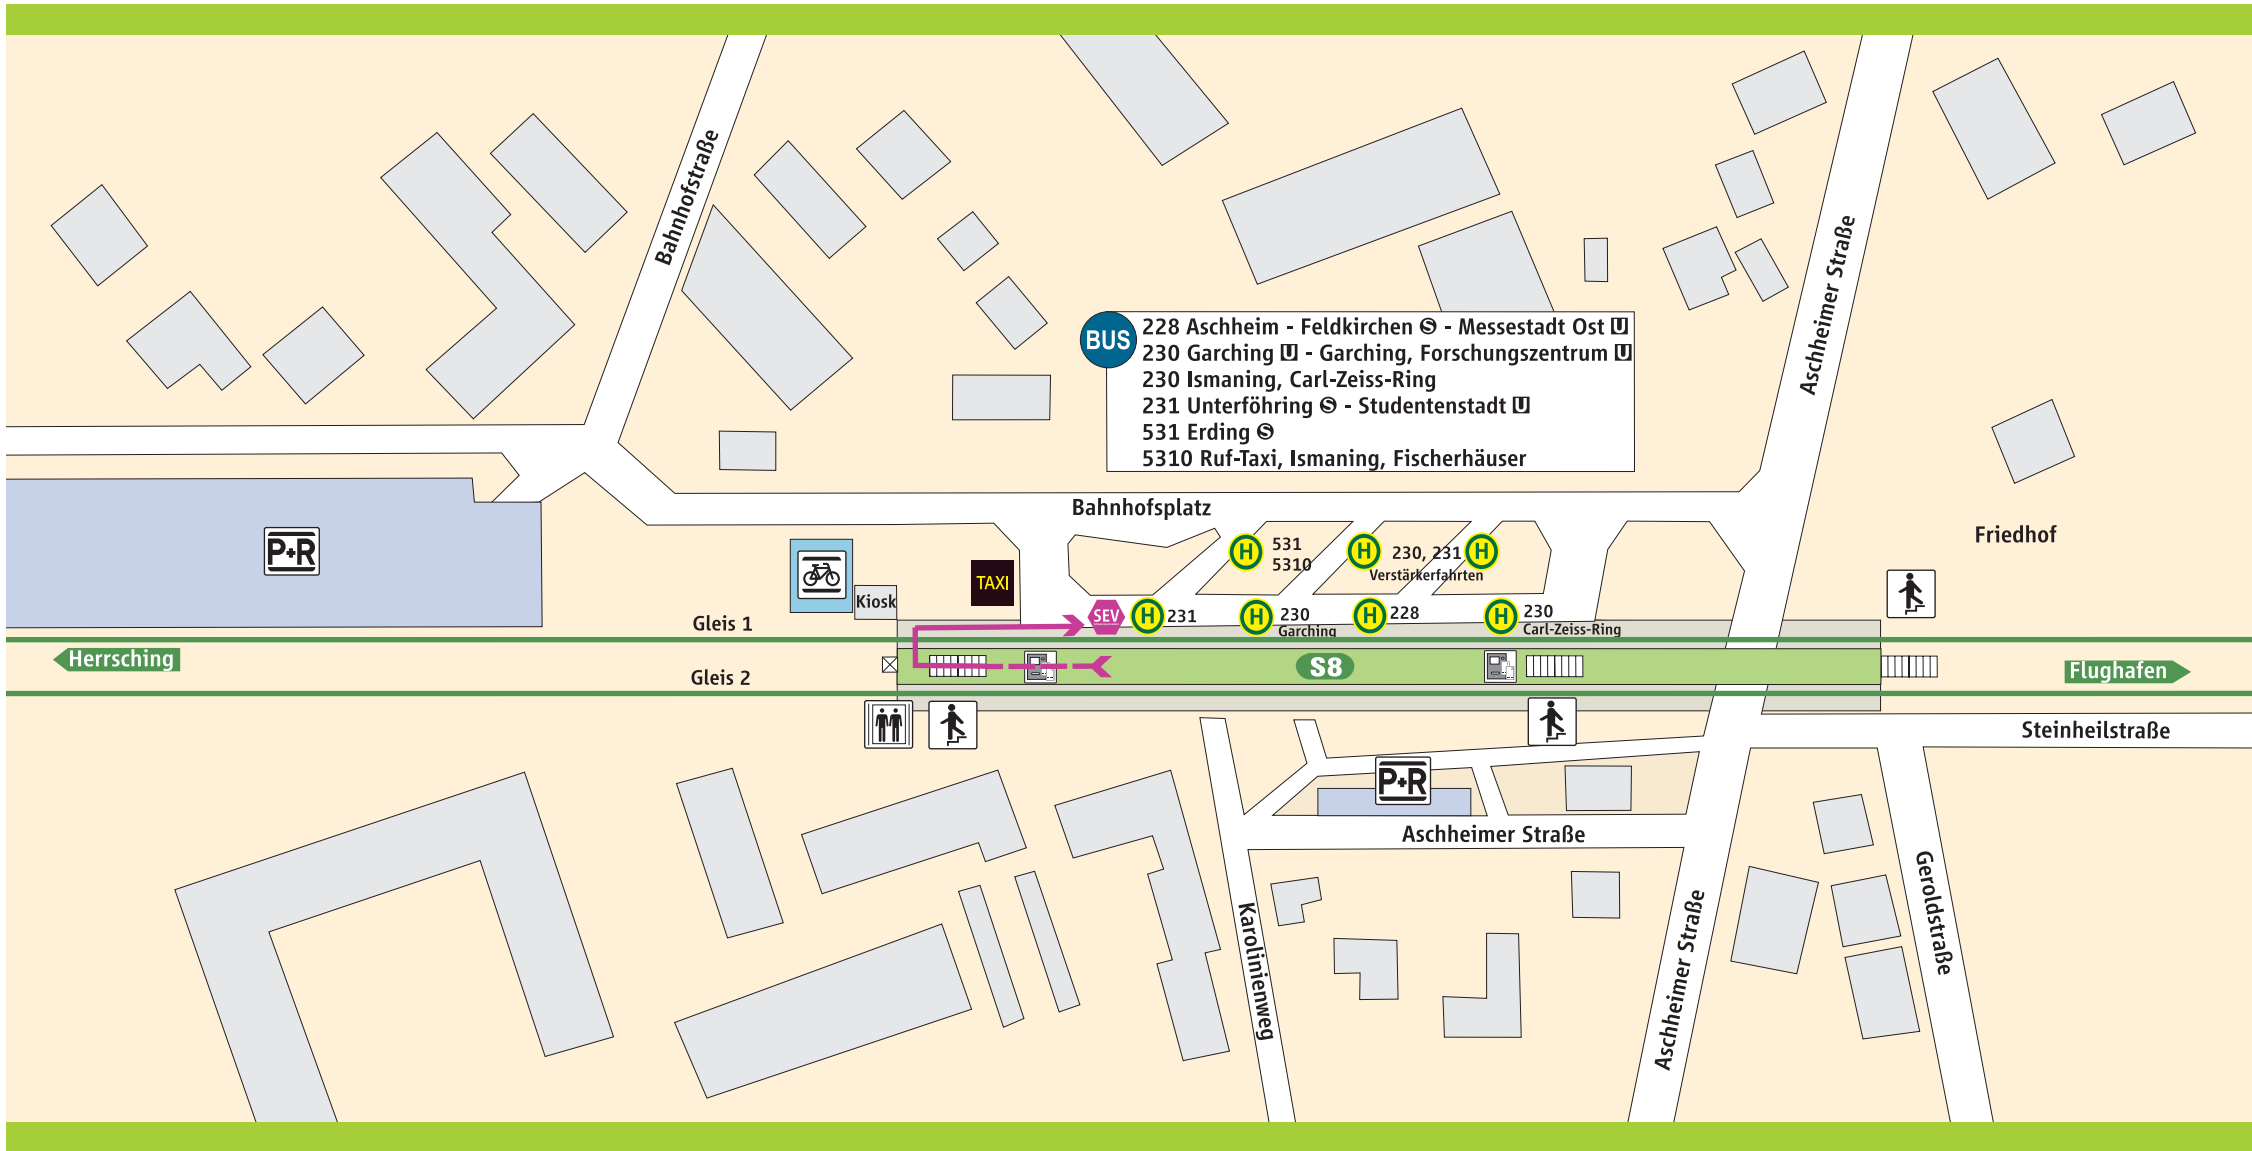 Bahnhofstraße
Aschheimer Straße
BUS
228 Aschheim - Feldkirchen S - Messestadt Ost U
230 Garching U - Garching, Forschungszentrum U
230 Ismaning, Carl-Zeiss-Ring
231 Unterföhring S - Studentenstadt U
531 Erding S
5310 Ruf-Taxi, Ismaning, Fischerhäuser
Bahnhofsplatz
Friedhof
P+R
H 531
5310
H 230, 231 H
Verstärkerfahrten
TAXI
Kiosk
SEV
H 231
H 230
Garching
H 228
H 230
Carl-Zeiss-Ring
Gleis 1
Herrsching
S8
Flughafen
Gleis 2
Steinheilstraße
P+R
Aschheimer Straße
Karolinienweg
Aschheimer Straße
Geroldstraße